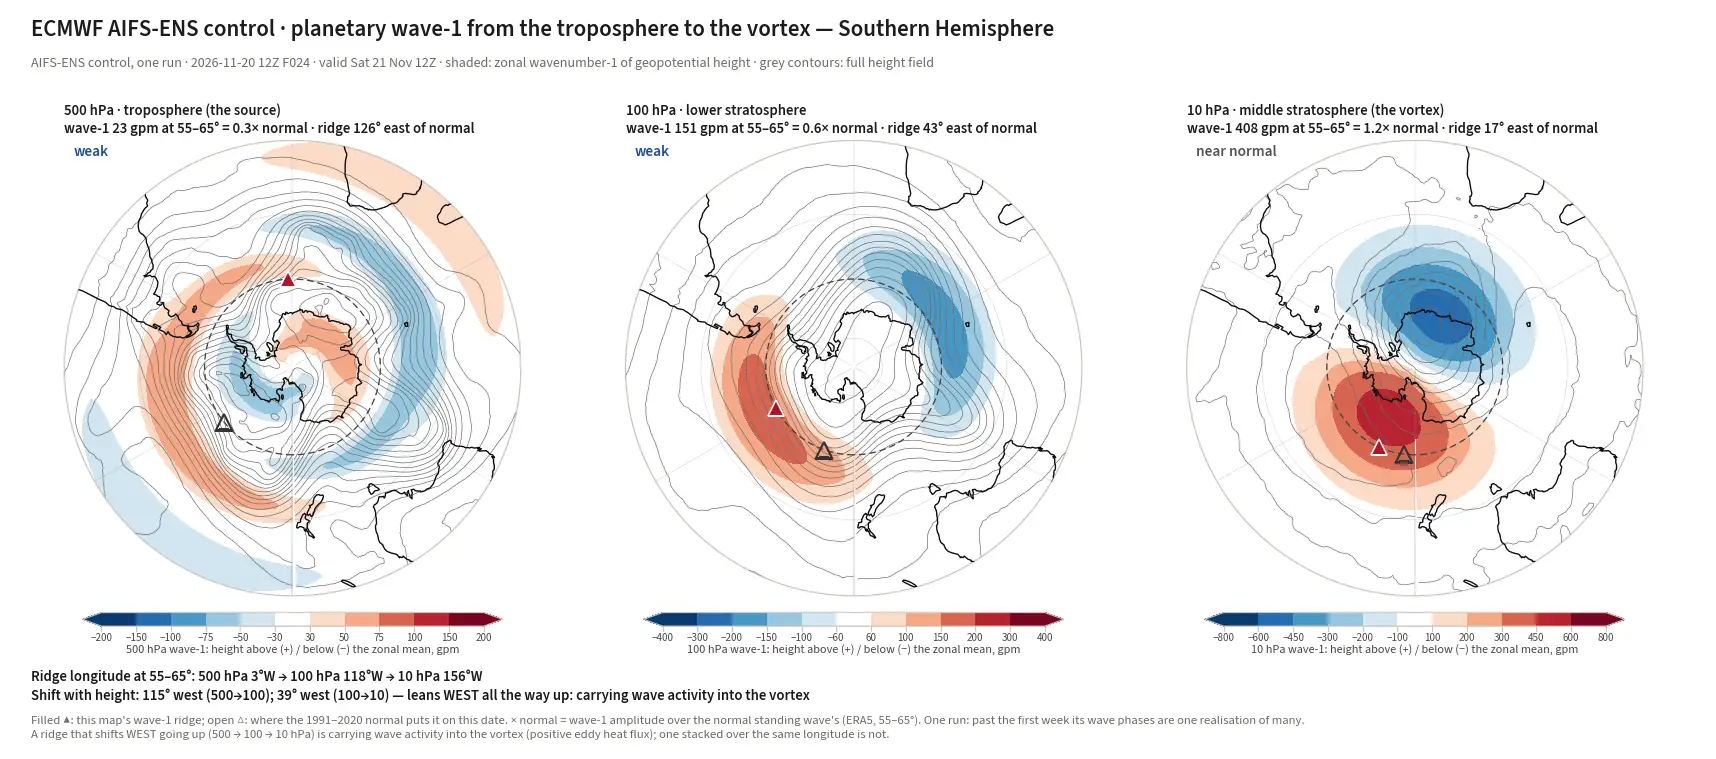 ECMWF AIFS-ENS control · planetary wave-1 from the troposphere to the vortex — Southern Hemisphere
AIFS-ENS control, one run · 2026-11-20 12Z F024 · valid Sat 21 Nov 12Z · shaded: zonal wavenumber-1 of geopotential height · grey contours: full height field
500 hPa · troposphere (the source)
wave-1 23 gpm at 55–65° = 0.3× normal · ridge 126° east of normal
weak
100 hPa · lower stratosphere
wave-1 151 gpm at 55–65° = 0.6× normal · ridge 43° east of normal
weak
10 hPa · middle stratosphere (the vortex)
wave-1 408 gpm at 55–65° = 1.2× normal · ridge 17° east of normal
near normal
−200 −150 −100 −75 −50 −30 30 50 75 100 150 200
500 hPa wave-1: height above (+) / below (−) the zonal mean, gpm
−400 −300 −200 −150 −100 −60 60 100 150 200 300 400
100 hPa wave-1: height above (+) / below (−) the zonal mean, gpm
−800 −600 −450 −300 −200 −100 100 200 300 450 600 800
10 hPa wave-1: height above (+) / below (−) the zonal mean, gpm
Ridge longitude at 55–65°: 500 hPa 3°W → 100 hPa 118°W → 10 hPa 156°W
Shift with height: 115° west (500→100); 39° west (100→10) — leans WEST all the way up: carrying wave activity into the vortex
Filled ▲: this map's wave-1 ridge; open △: where the 1991–2020 normal puts it on this date. × normal = wave-1 amplitude over the normal standing wave's (ERA5, 55–65°). One run: past the first week its wave phases are one realisation of many.
A ridge that shifts WEST going up (500 → 100 → 10 hPa) is carrying wave activity into the vortex (positive eddy heat flux); one stacked over the same longitude is not.